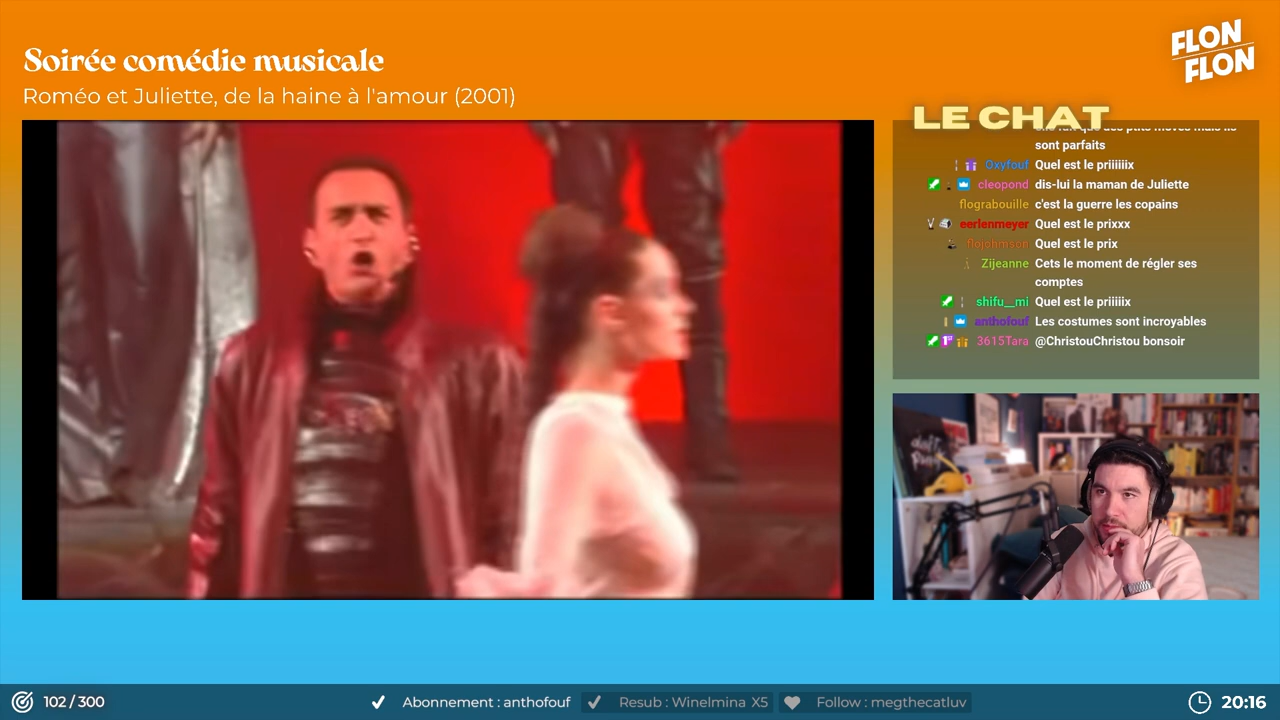 Soirée comédie musicale
Roméo et Juliette, de la haine à l'amour (2001)
FLON
FLON
LE CHAT
sont parfaits
Oxyfouf Quel est le priiiiiix
cleopond dis-lui la maman de Juliette
flograbouille c'est la guerre les copains
eerlenmeyer Quel est le prixxx
flojohnson Quel est le prix
Zijeanne Cets le moment de régler ses
comptes
shifu__mi Quel est le priiiiix
anthofouf Les costumes sont incroyables
3615Tara @ChristouChristou bonsoir
102 / 300
Abonnement : anthofouf
Resub : Winelmina X5
Follow : megthecatluv
20:16